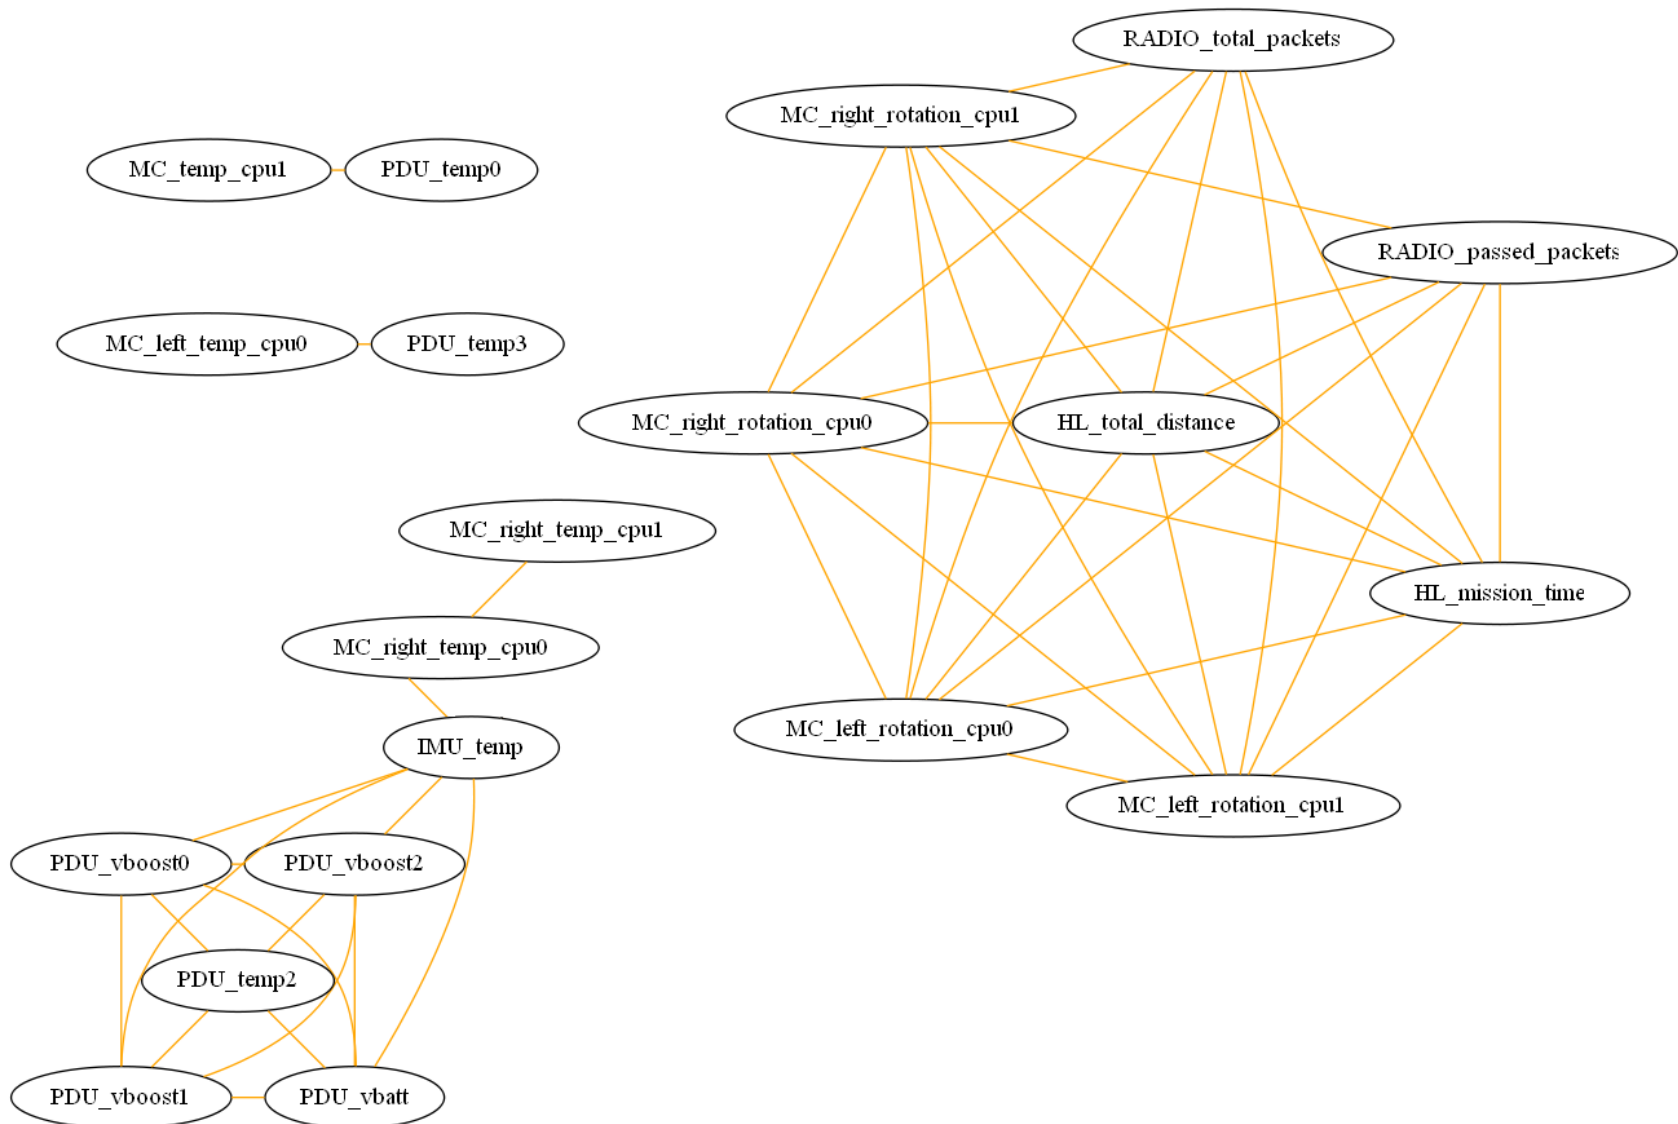 RADIO_total_packets
MC_right_rotation_cpu1
MC_temp_cpu1
PDU_temp0
RADIO_passed_packets
MC_left_temp_cpu0
PDU_temp3
MC_right_rotation_cpu0
HL_total_distance
MC_right_temp_cpu1
HL_mission_time
MC_right_temp_cpu0
MC_left_rotation_cpu0
IMU_temp
MC_left_rotation_cpu1
PDU_vboost0
PDU_vboost2
PDU_temp2
PDU_vboost1
PDU_vbatt